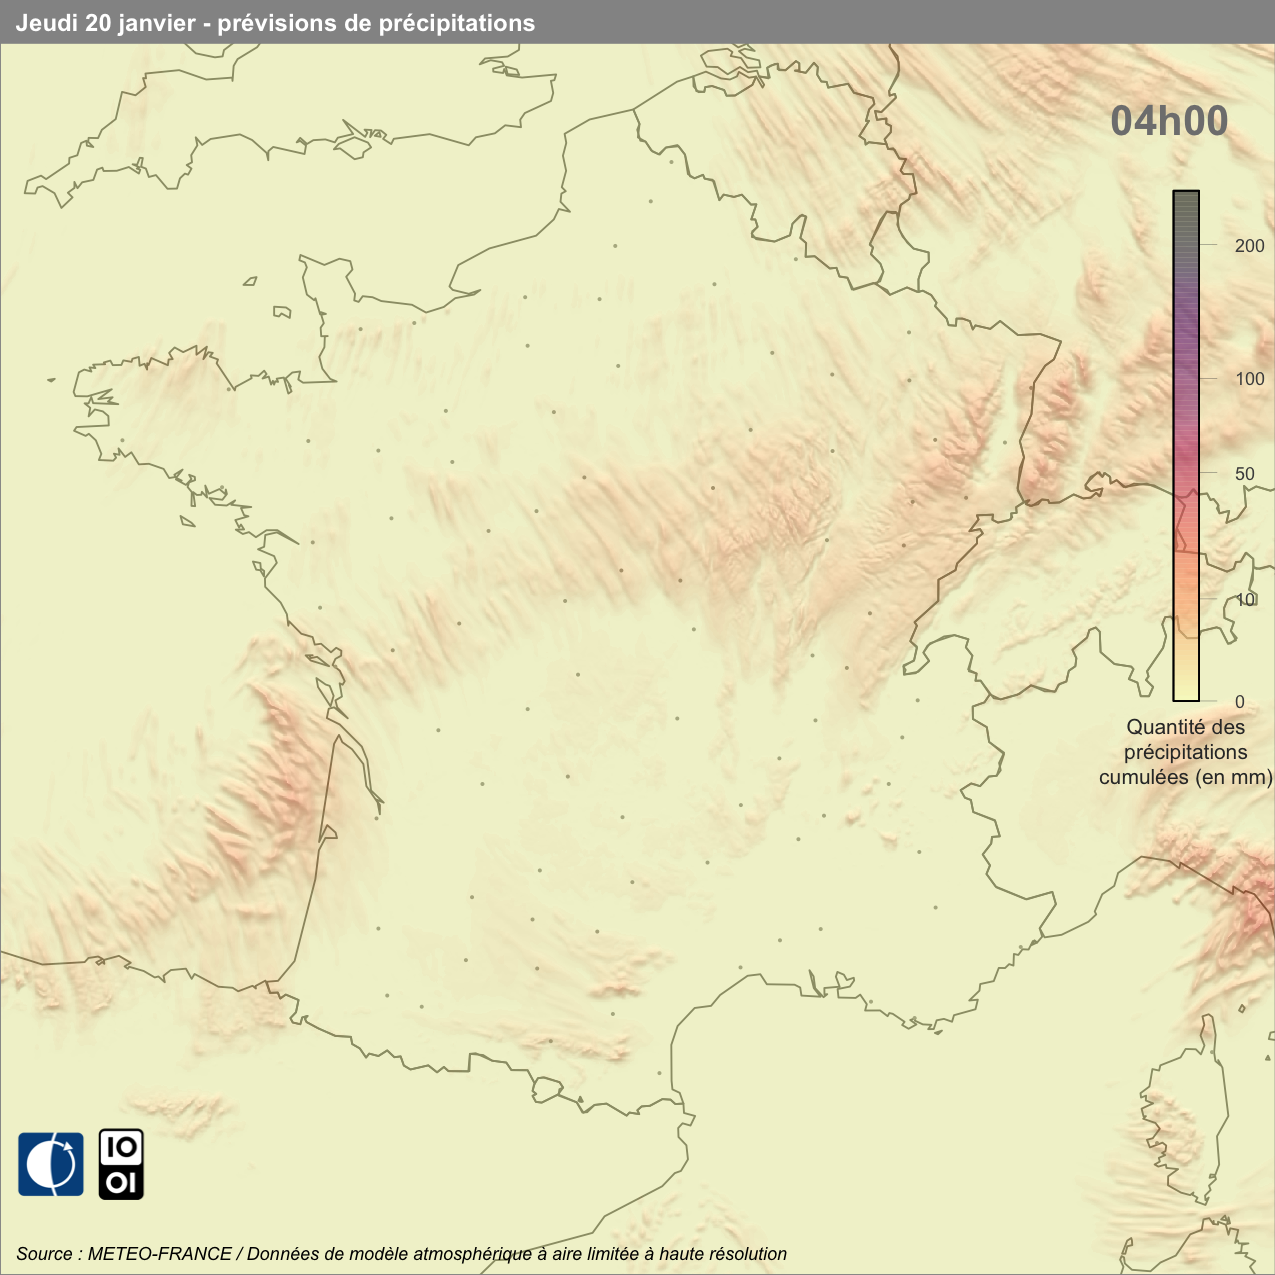 Jeudi 20 janvier - prévisions de précipitations
04h00
200
100
50
10
0
Quantité des
précipitations
cumulées (en mm)
IO
OI
Source : METEO-FRANCE / Données de modèle atmosphérique à aire limitée à haute résolution